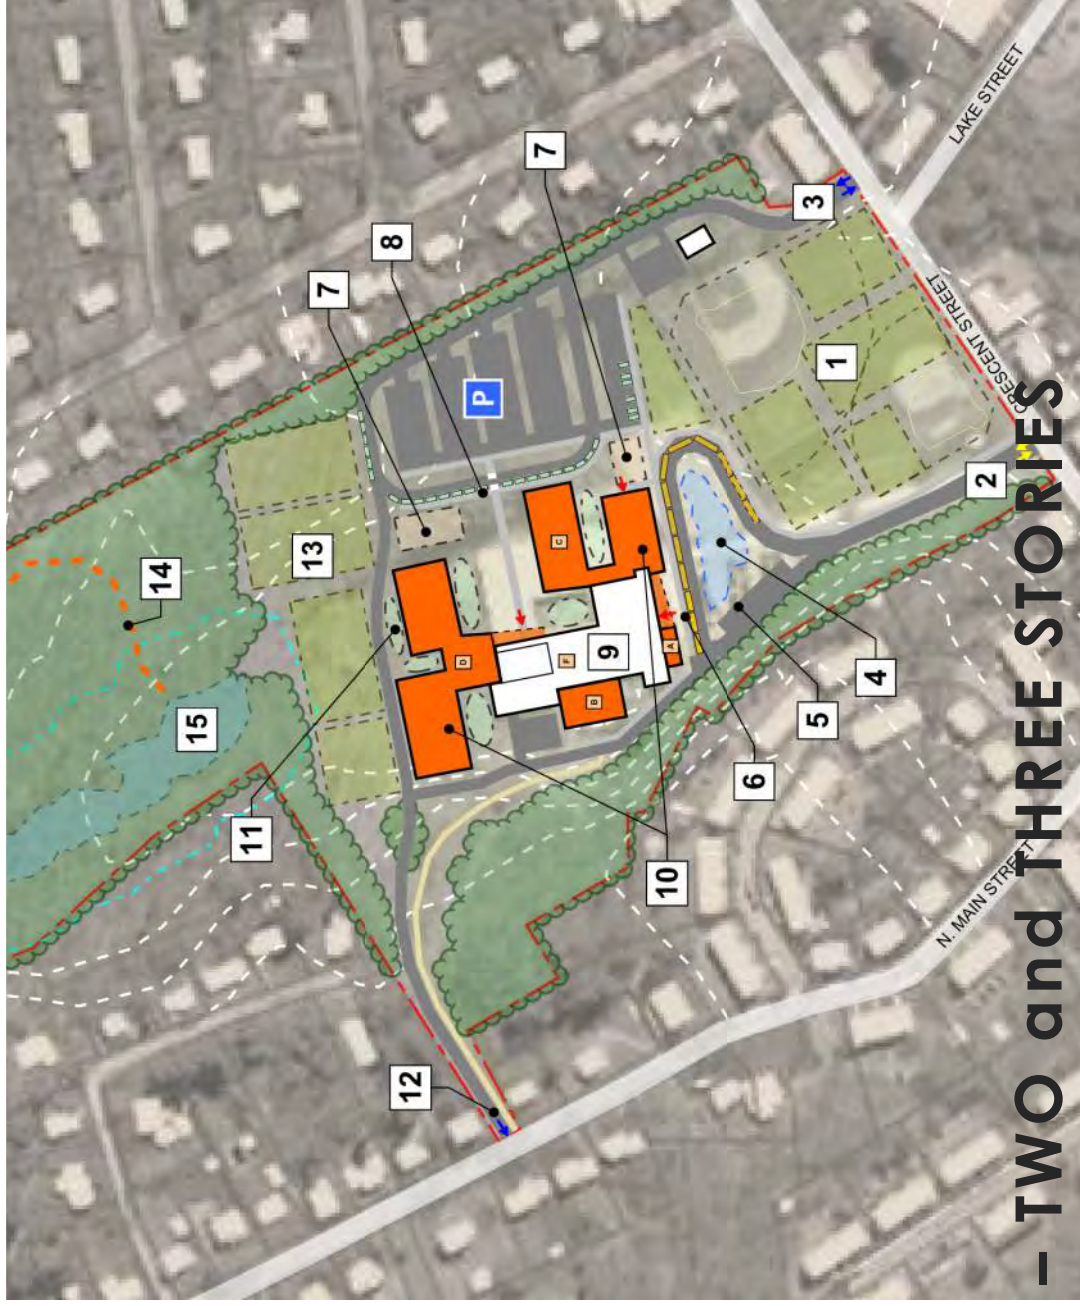 – TWO and THREE STORIES
LAKE STREET
CRESCENT STREET
N. MAIN STREET
1
2
3
4
5
6
7
7
8
9
10
11
12
13
14
15
P
A
B
C
D
F